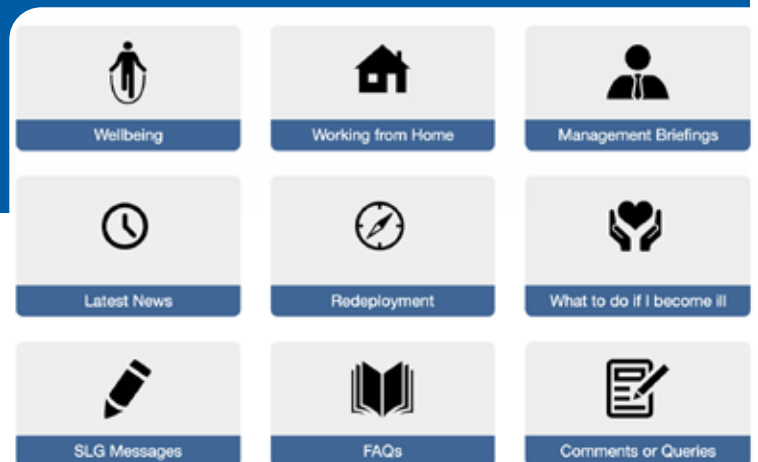 Wellbeing
Working from Home
Management Briefings
Latest News
Redeployment
What to do if I become ill
SLG Messages
FAQs
Comments or Queries